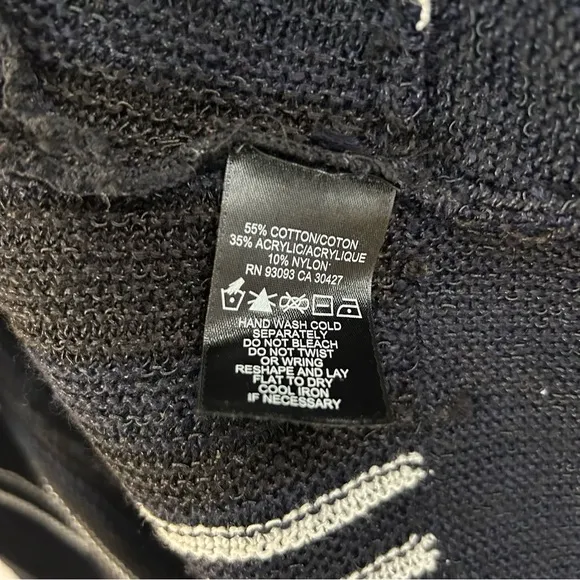 55% COTTON/COTON
35% ACRYLIC/ACRYLIQUE
10% NYLON
RN 93093 CA 30427
HAND WASH COLD
SEPARATELY
DO NOT BLEACH
DO NOT TWIST
OR WRING
RESHAPE AND LAY
FLAT TO DRY
COOL IRON
IF NECESSARY